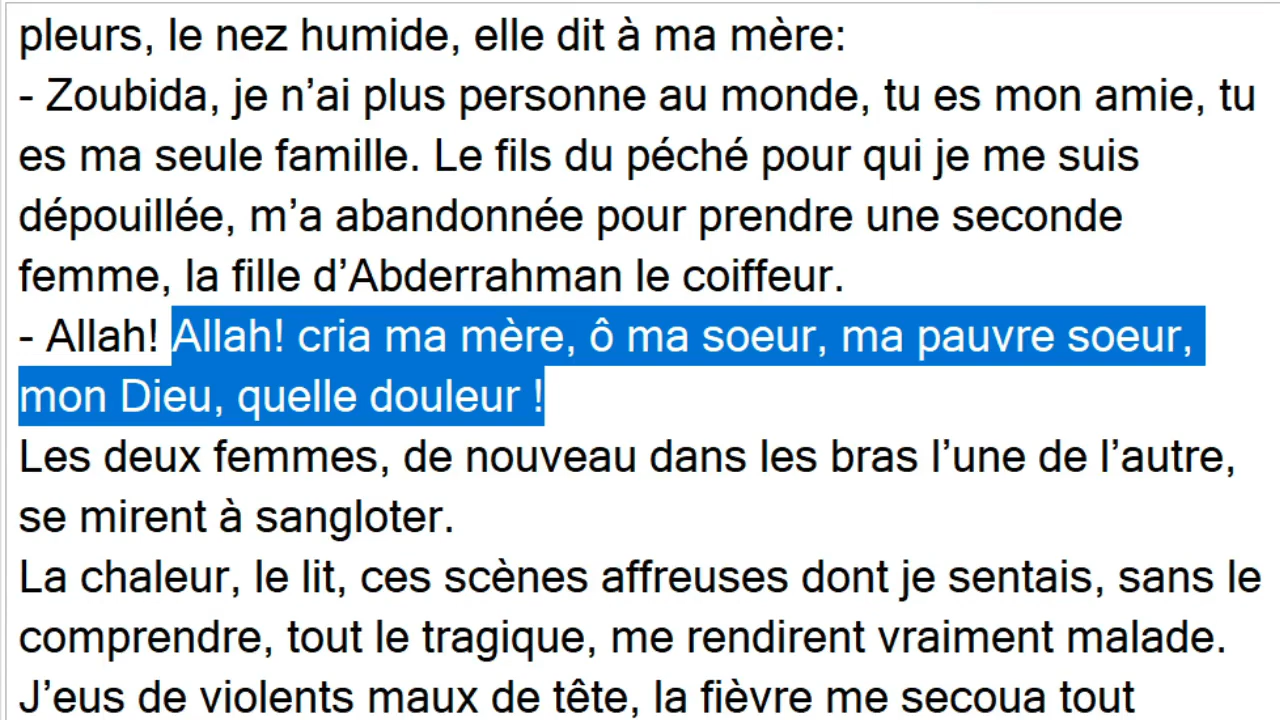 pleurs, le nez humide, elle dit à ma mère:
- Zoubida, je n’ai plus personne au monde, tu es mon amie, tu
es ma seule famille. Le fils du péché pour qui je me suis
dépouillée, m’a abandonnée pour prendre une seconde
femme, la fille d’Abderrahman le coiffeur.
- Allah! Allah! cria ma mère, ô ma soeur, ma pauvre soeur,
mon Dieu, quelle douleur !
Les deux femmes, de nouveau dans les bras l’une de l’autre,
se mirent à sangloter.
La chaleur, le lit, ces scènes affreuses dont je sentais, sans le
comprendre, tout le tragique, me rendirent vraiment malade.
J’eus de violents maux de tête, la fièvre me secoua tout